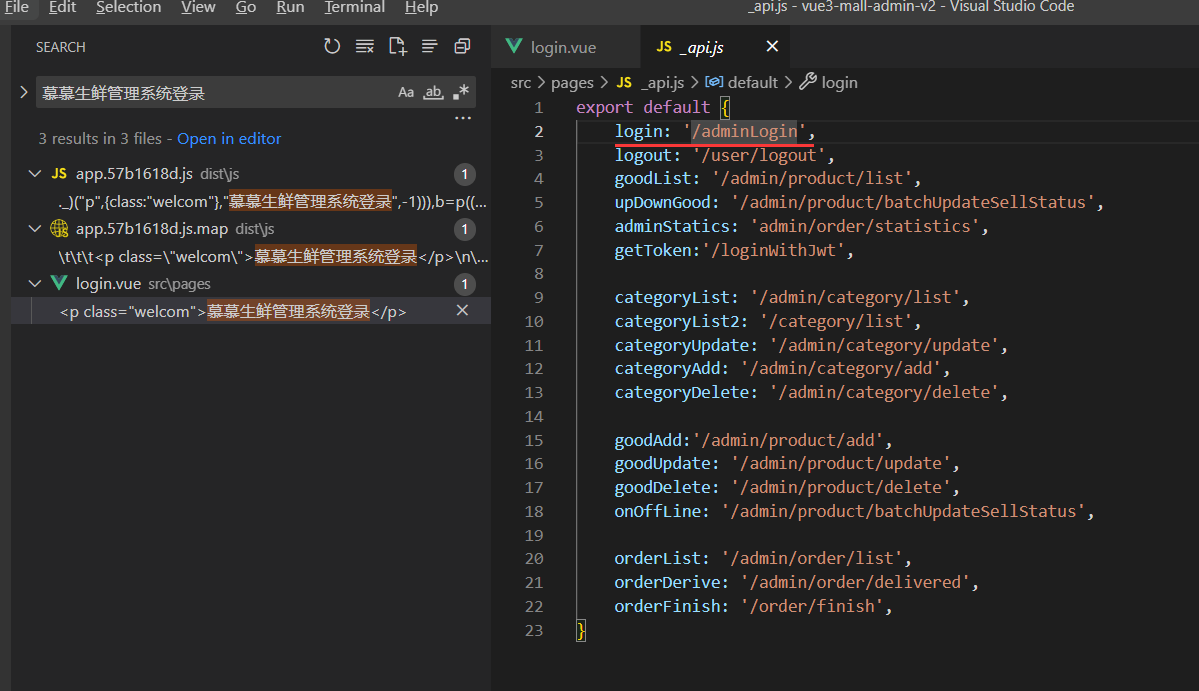 File Edit Selection View Go Run Terminal Help _api.js - vue3-mall-admin-v2 - Visual Studio Code
SEARCH
慕慕生鲜管理系统登录 Aa ab .*
...
3 results in 3 files - Open in editor
JS app.57b1618d.js dist\js 1
._)("p",{class:"welcom"},"慕慕生鲜管理系统登录",-1))),b=p((...
app.57b1618d.js.map dist\js 1
\t\t\t<p class=\"welcom\">慕慕生鲜管理系统登录</p>\n\...
login.vue src\pages 1
<p class="welcom">慕慕生鲜管理系统登录</p>
login.vue JS _api.js
src > pages > JS _api.js > default > login
1 export default {
2 login: '/adminLogin',
3 logout: '/user/logout',
4 goodList: '/admin/product/list',
5 upDownGood: '/admin/product/batchUpdateSellStatus',
6 adminStatics: 'admin/order/statistics',
7 getToken:'/loginWithJwt',
8
9 categoryList: '/admin/category/list',
10 categoryList2: '/category/list',
11 categoryUpdate: '/admin/category/update',
12 categoryAdd: '/admin/category/add',
13 categoryDelete: '/admin/category/delete',
14
15 goodAdd:'/admin/product/add',
16 goodUpdate: '/admin/product/update',
17 goodDelete: '/admin/product/delete',
18 onOffLine: '/admin/product/batchUpdateSellStatus',
19
20 orderList: '/admin/order/list',
21 orderDerive: '/admin/order/delivered',
22 orderFinish: '/order/finish',
23 }